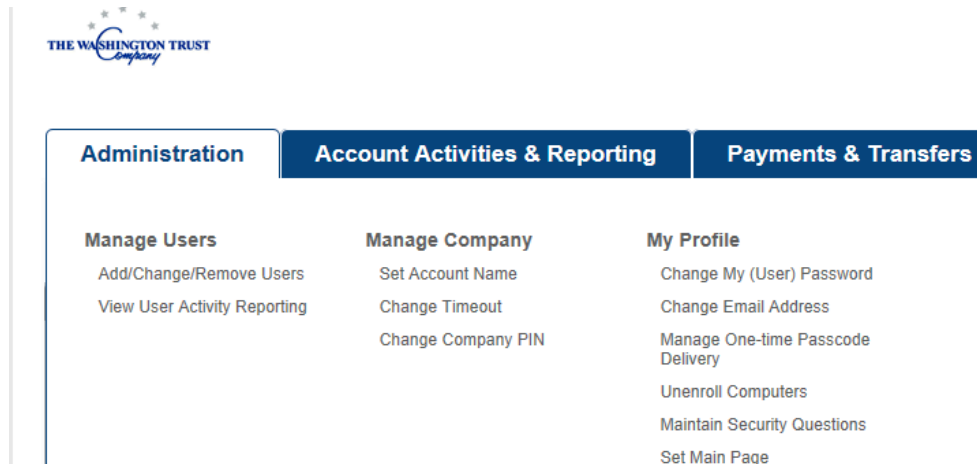 THE WASHINGTON TRUST
Company
Administration
Account Activities & Reporting
Payments & Transfers
Manage Users
Add/Change/Remove Users
View User Activity Reporting
Manage Company
Set Account Name
Change Timeout
Change Company PIN
My Profile
Change My (User) Password
Change Email Address
Manage One-time Passcode
Delivery
Unenroll Computers
Maintain Security Questions
Set Main Page